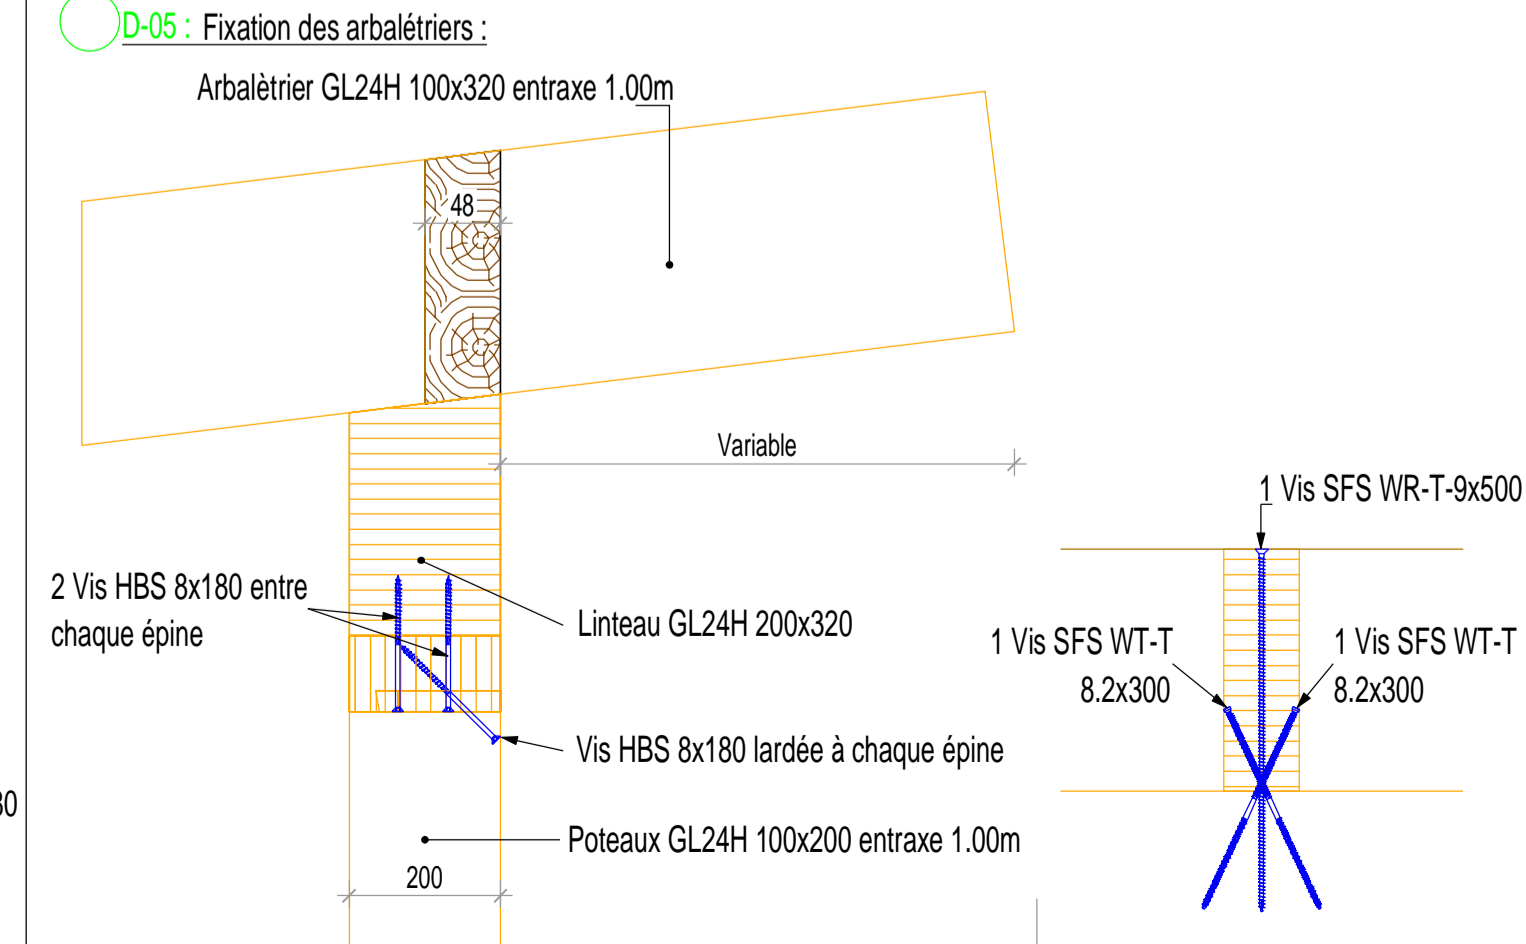 D-05 : Fixation des arbalétriers :
Arbalètrier GL24H 100x320 entraxe 1.00m
48
Variable
1 Vis SFS WR-T-9x500
2 Vis HBS 8x180 entre
chaque épine
Linteau GL24H 200x320
1 Vis SFS WT-T
8.2x300
1 Vis SFS WT-T
8.2x300
Vis HBS 8x180 lardée à chaque épine
Poteaux GL24H 100x200 entraxe 1.00m
200